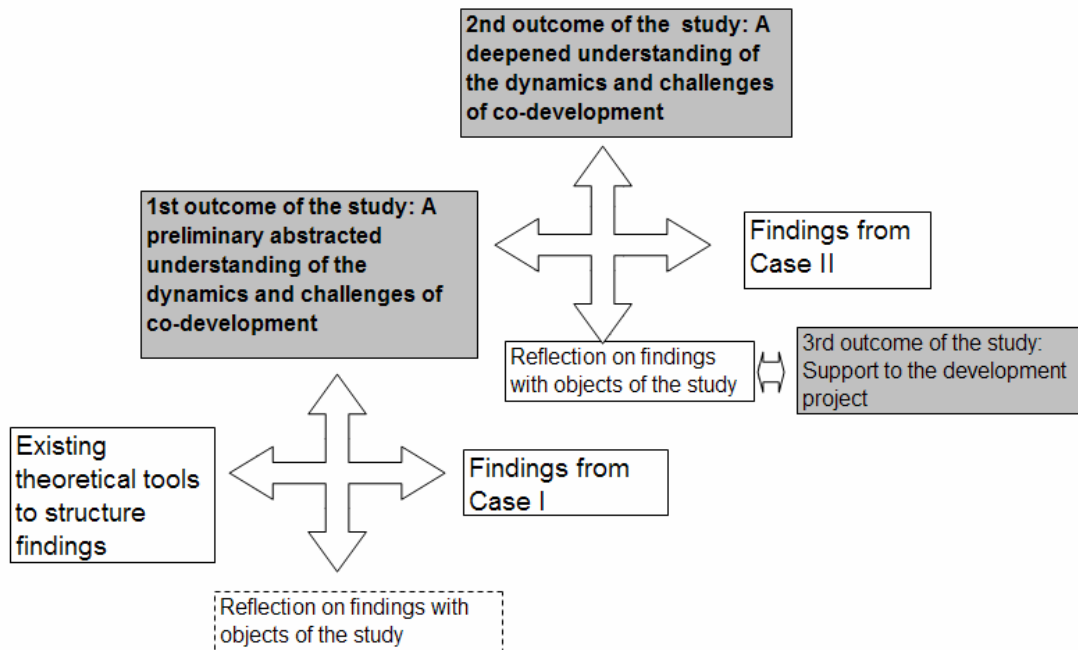 2nd outcome of the study: A
deepened understanding of
the dynamics and challenges
of co-development
1st outcome of the study: A
preliminary abstracted
understanding of the
dynamics and challenges of
co-development
Findings from
Case II
Reflection on findings
with objects of the study
3rd outcome of the study:
Support to the development
project
Existing
theoretical tools
to structure
findings
Findings from
Case I
Reflection on findings with
objects of the study